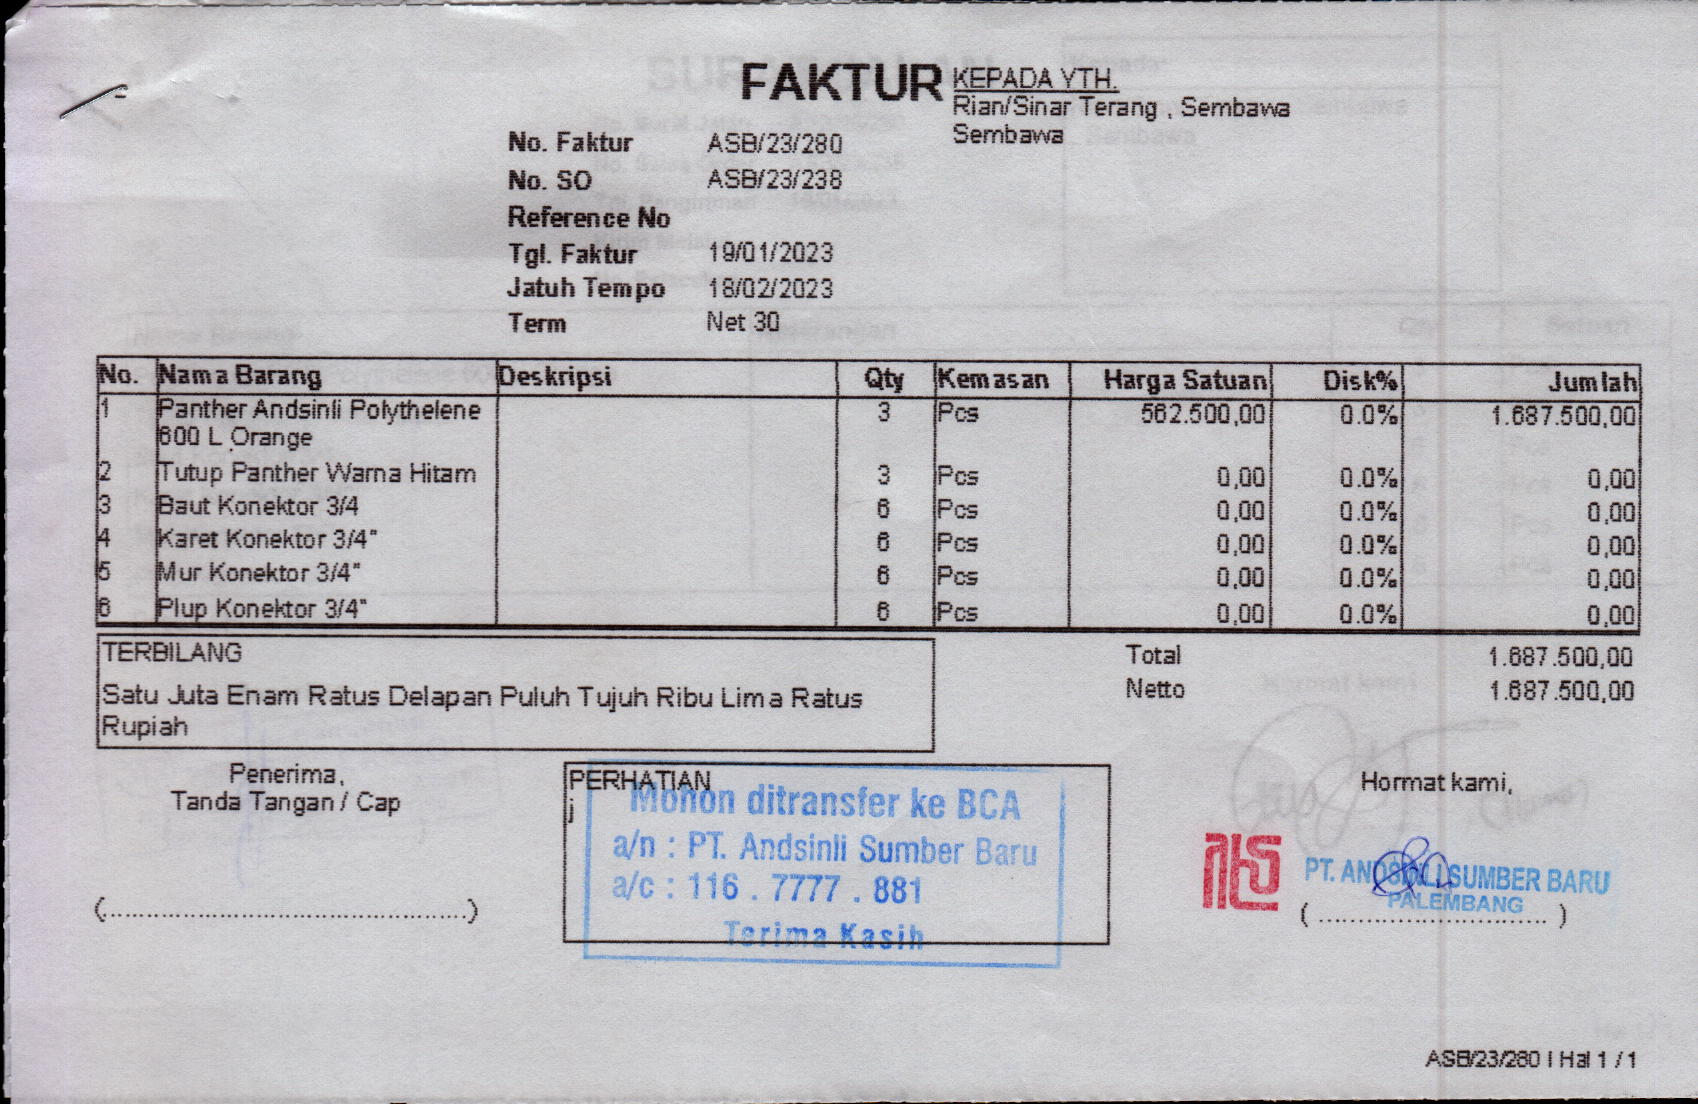 FAKTUR
KEPADA YTH.
Rian/Sinar Terang , Sembawa
Sembawa
No. Faktur ASB/23/280
No. SO ASB/23/238
Reference No
Tgl. Faktur 19/01/2023
Jatuh Tempo 18/02/2023
Term Net 30
No. Nama Barang Deskripsi Qty Kemasan Harga Satuan Disk% Jumlah
1 Panther Andsinli Polythelene 3 Pcs 562.500,00 0.0% 1.687.500,00
600 L Orange
2 Tutup Panther Warna Hitam 3 Pcs 0,00 0.0% 0,00
3 Baut Konektor 3/4 6 Pcs 0,00 0.0% 0,00
4 Karet Konektor 3/4" 6 Pcs 0,00 0.0% 0,00
5 Mur Konektor 3/4" 6 Pcs 0,00 0.0% 0,00
6 Plup Konektor 3/4" 6 Pcs 0,00 0.0% 0,00
TERBILANG
Satu Juta Enam Ratus Delapan Puluh Tujuh Ribu Lima Ratus
Rupiah
Total 1.687.500,00
Netto 1.687.500,00
Penerima,
Tanda Tangan / Cap
(............................................)
PERHATIAN
j
Mohon ditransfer ke BCA
a/n : PT. Andsinli Sumber Baru
a/c : 116 . 7777 . 881
Terima Kasih
Hormat kami,
PT. ANDSINLI SUMBER BARU
PALEMBANG
( ............................ )
ASB/23/280 | Hal 1 / 1